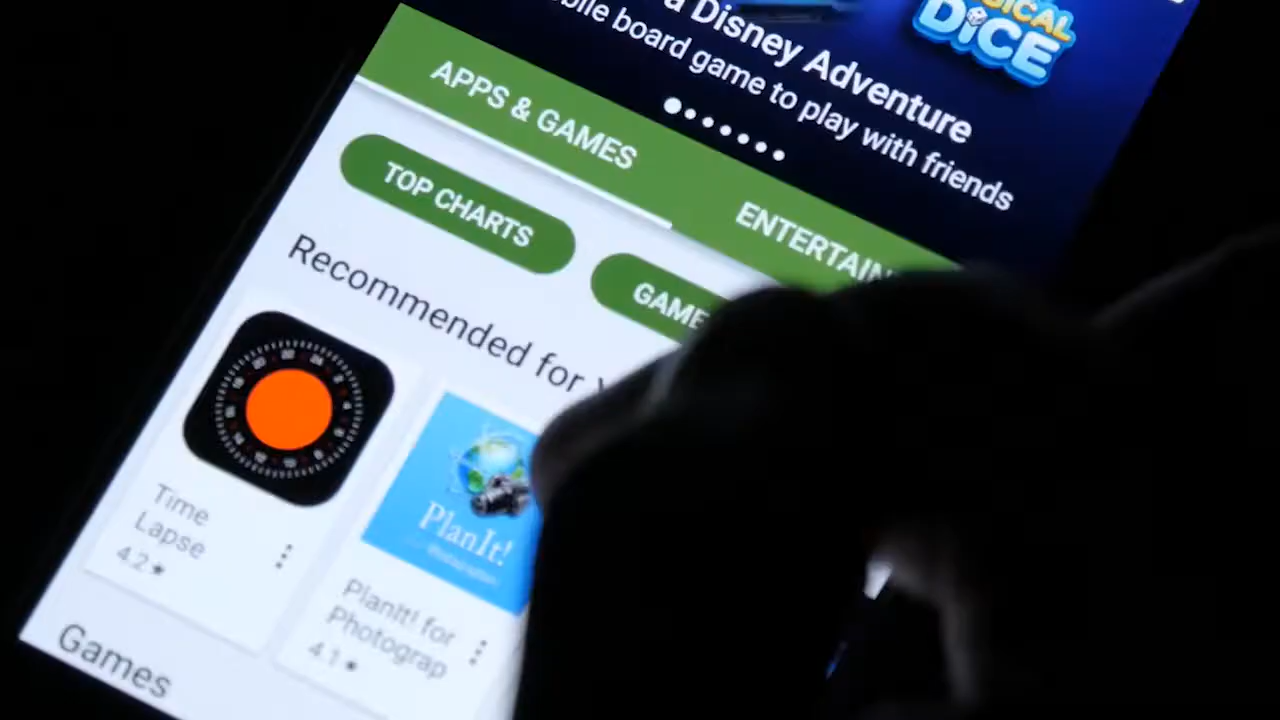 a Disney Adventure
DiCE
board game to play with friends
APPS & GAMES
ENTERTAIN
TOP CHARTS
GAME
Recommended for
PlanIt!
Time
Lapse
4.2★
PlanIt! for
Photograp
4.1★
Games